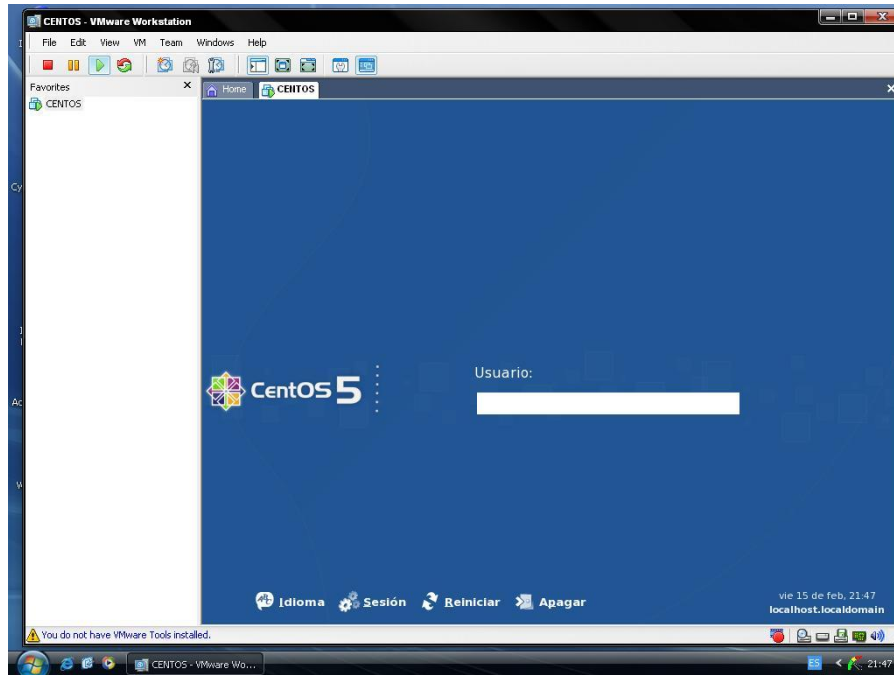 CENTOS - VMware Workstation
File Edit View VM Team Windows Help
Favorites
Home CENTOS
CENTOS
Usuario:
CentOS 5
Idioma Sesión Reiniciar Apagar
vie 15 de feb, 21:47
localhost.localdomain
You do not have VMware Tools installed.
CENTOS - VMware Wo...
ES
21:47